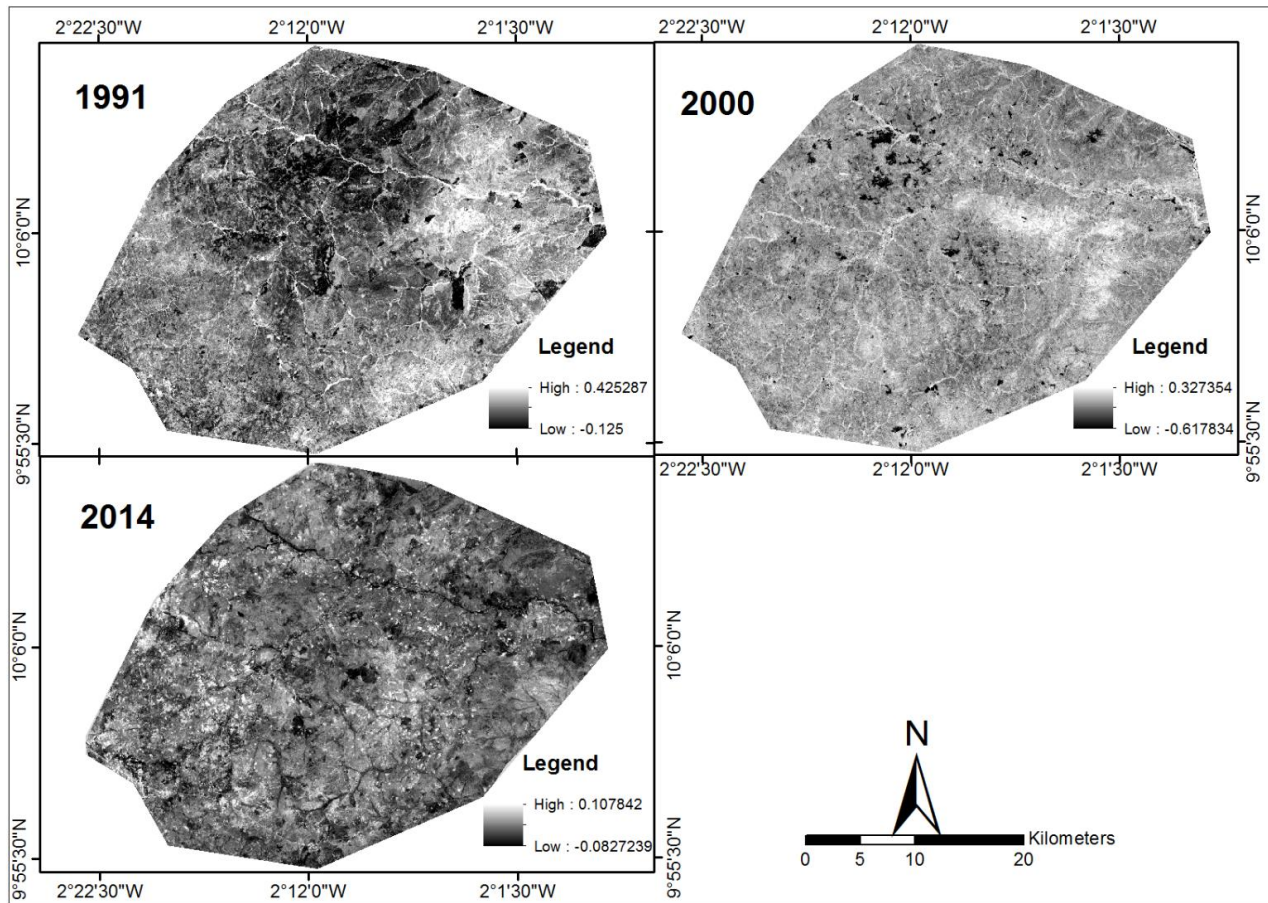 2°22'30"W 2°12'0"W 2°1'30"W 2°22'30"W 2°12'0"W 2°1'30"W
1991
2000
10°6'0"N
10°6'0"N
Legend
High : 0.425287
Low : -0.125
Legend
High : 0.327354
Low : -0.617834
9°55'30"N
9°55'30"N
2°22'30"W 2°12'0"W 2°1'30"W
2014
10°6'0"N
10°6'0"N
Legend
High : 0.107842
Low : -0.0827239
9°55'30"N
9°55'30"N
2°22'30"W 2°12'0"W 2°1'30"W
N
Kilometers
0 5 10 20